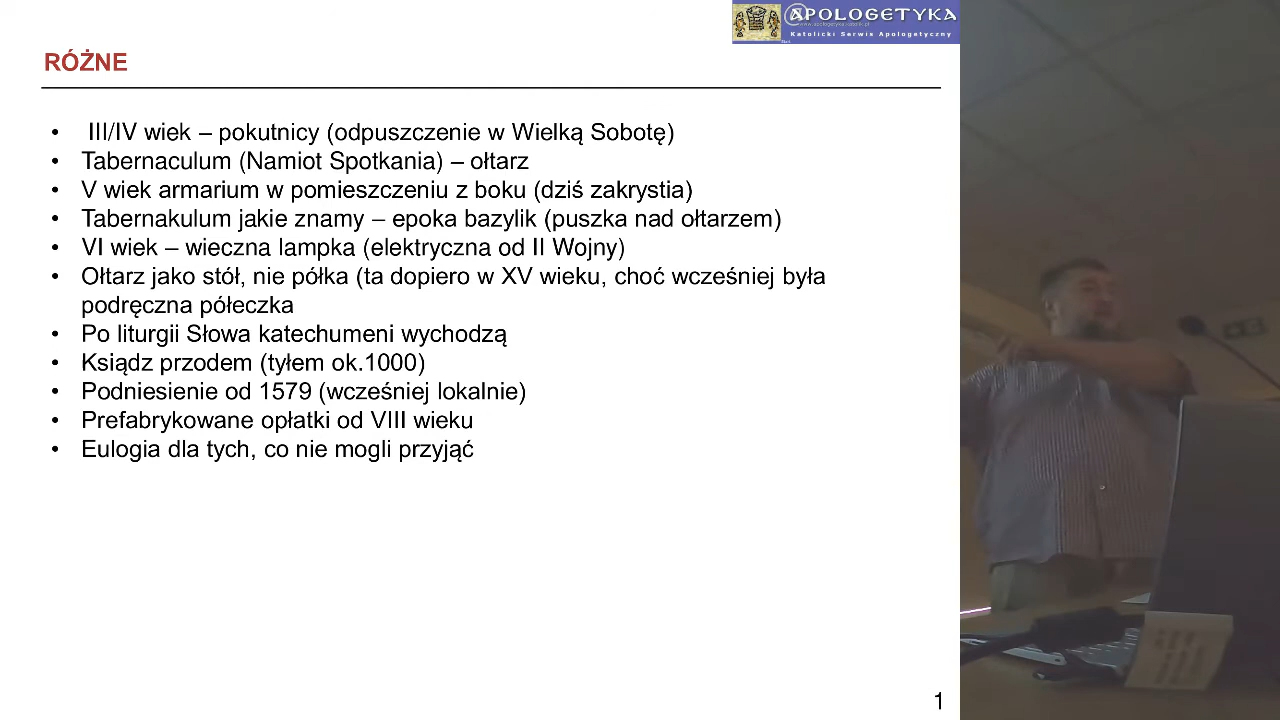 @APOLOGETYKA
Katolicki Serwis Apologetyczny
RÓŻNE
• III/IV wiek – pokutnicy (odpuszczenie w Wielką Sobotę)
• Tabernaculum (Namiot Spotkania) – ołtarz
• V wiek armarium w pomieszczeniu z boku (dziś zakrystia)
• Tabernakulum jakie znamy – epoka bazylik (puszka nad ołtarzem)
• VI wiek – wieczna lampka (elektryczna od II Wojny)
• Ołtarz jako stół, nie półka (ta dopiero w XV wieku, choć wcześniej była
podręczna półeczka
• Po liturgii Słowa katechumeni wychodzą
• Ksiądz przodem (tyłem ok.1000)
• Podniesienie od 1579 (wcześniej lokalnie)
• Prefabrykowane opłatki od VIII wieku
• Eulogia dla tych, co nie mogli przyjąć
1